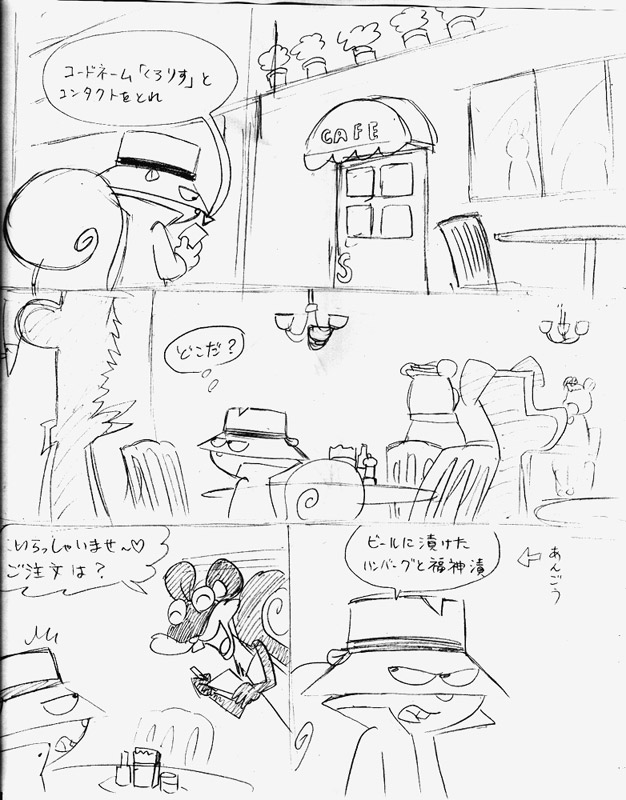 コードネーム「くろりす」と
コンタクトをとれ
CAFE
S
どこだ？
いらっしゃいませ〜♡
ご注文は？
ビールに漬けた
ハンバーグと福神漬
あんごう